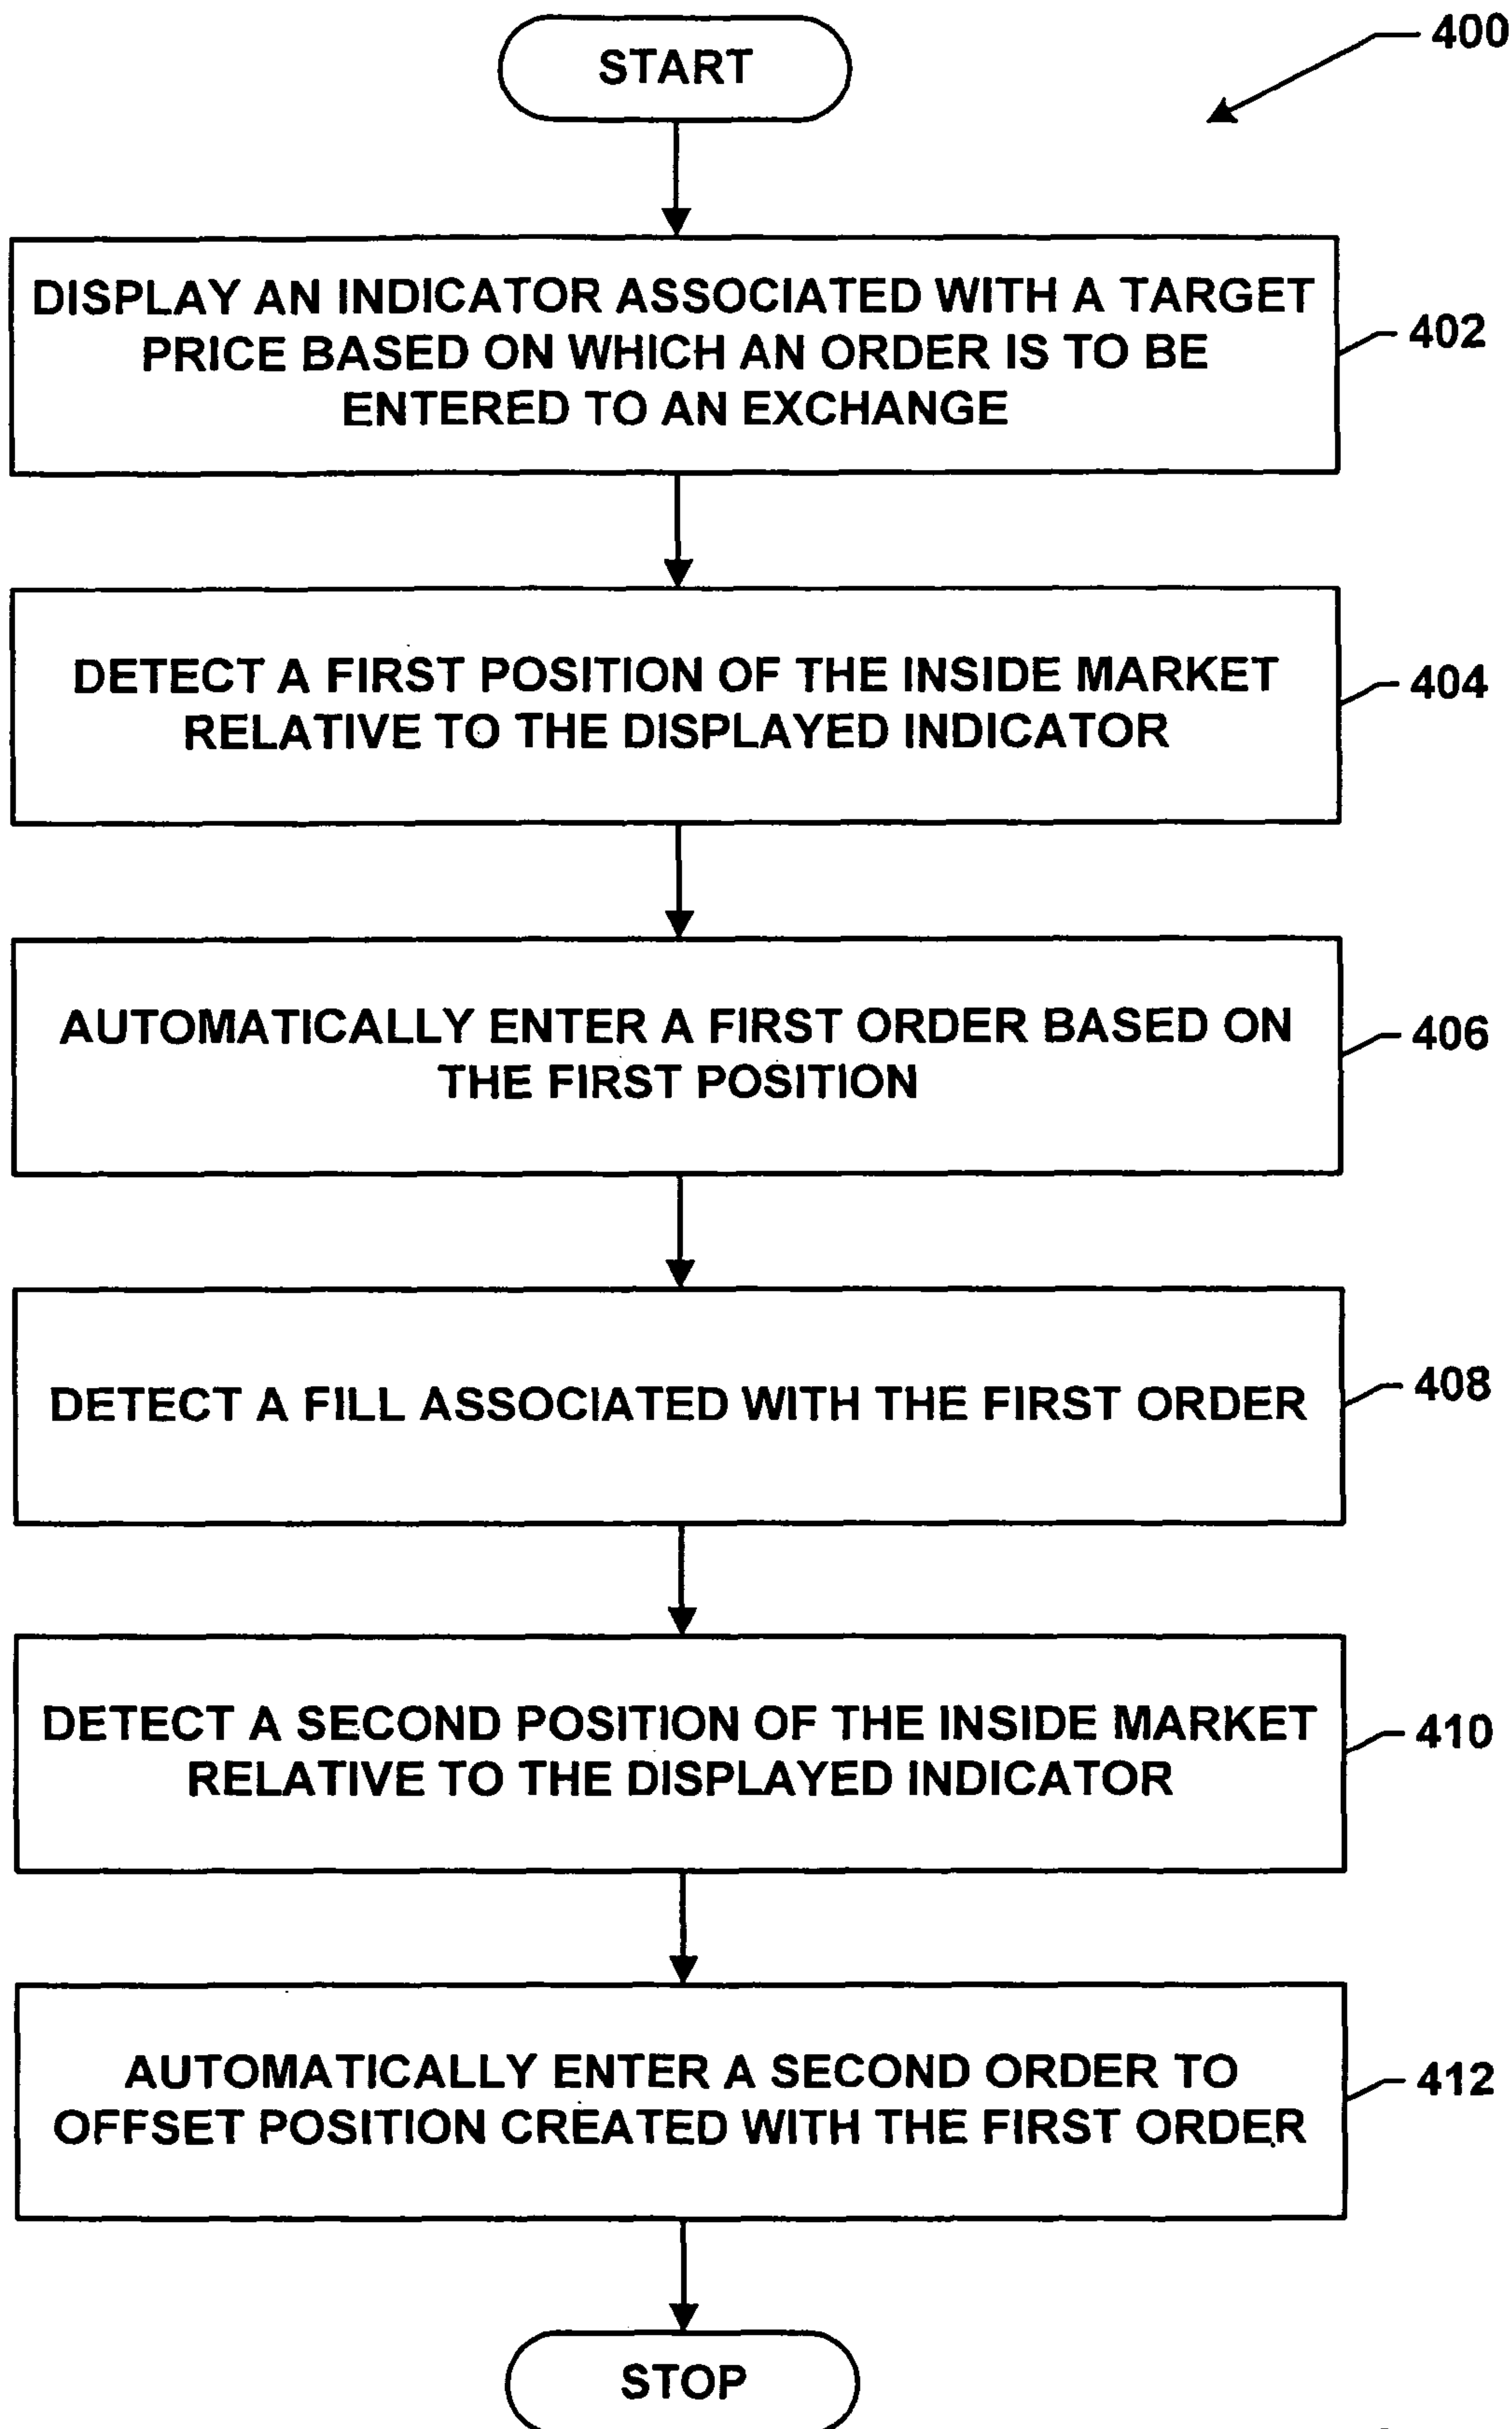 START
400
DISPLAY AN INDICATOR ASSOCIATED WITH A TARGET
PRICE BASED ON WHICH AN ORDER IS TO BE
ENTERED TO AN EXCHANGE
402
DETECT A FIRST POSITION OF THE INSIDE MARKET
RELATIVE TO THE DISPLAYED INDICATOR
404
AUTOMATICALLY ENTER A FIRST ORDER BASED ON
THE FIRST POSITION
406
DETECT A FILL ASSOCIATED WITH THE FIRST ORDER
408
DETECT A SECOND POSITION OF THE INSIDE MARKET
RELATIVE TO THE DISPLAYED INDICATOR
410
AUTOMATICALLY ENTER A SECOND ORDER TO
OFFSET POSITION CREATED WITH THE FIRST ORDER
412
STOP